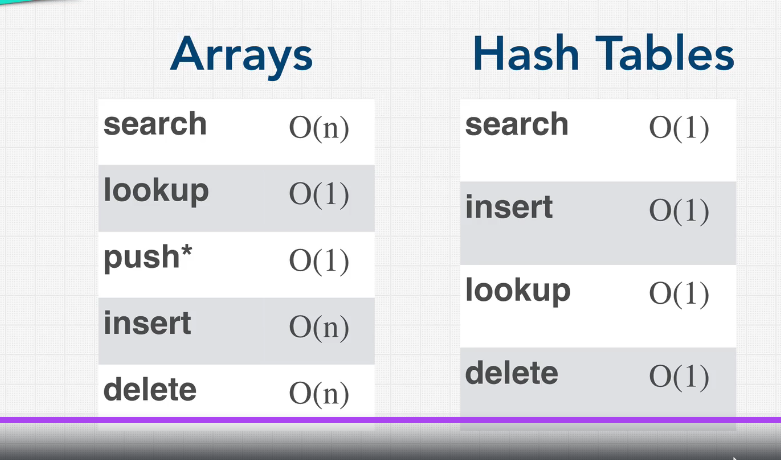 Arrays
search O(n)
lookup O(1)
push* O(1)
insert O(n)
delete O(n)
Hash Tables
search O(1)
insert O(1)
lookup O(1)
delete O(1)